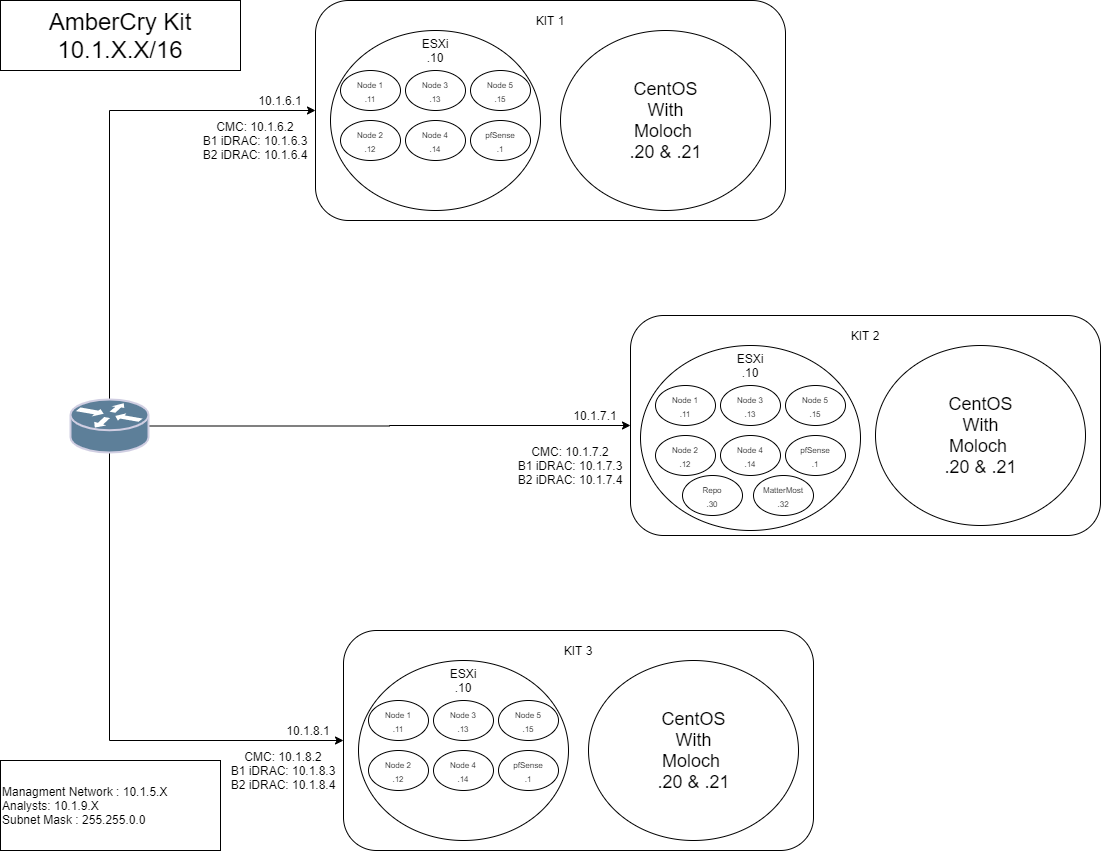 AmberCry Kit
10.1.X.X/16
KIT 1
ESXi
.10
Node 1
.11
Node 3
.13
Node 5
.15
Node 2
.12
Node 4
.14
pfSense
.1
CentOS
With
Moloch
.20 & .21
10.1.6.1
CMC: 10.1.6.2
B1 iDRAC: 10.1.6.3
B2 iDRAC: 10.1.6.4
KIT 2
ESXi
.10
Node 1
.11
Node 3
.13
Node 5
.15
Node 2
.12
Node 4
.14
pfSense
.1
Repo
.30
MatterMost
.32
CentOS
With
Moloch
.20 & .21
10.1.7.1
CMC: 10.1.7.2
B1 iDRAC: 10.1.7.3
B2 iDRAC: 10.1.7.4
KIT 3
ESXi
.10
Node 1
.11
Node 3
.13
Node 5
.15
Node 2
.12
Node 4
.14
pfSense
.1
CentOS
With
Moloch
.20 & .21
10.1.8.1
CMC: 10.1.8.2
B1 iDRAC: 10.1.8.3
B2 iDRAC: 10.1.8.4
Managment Network : 10.1.5.X
Analysts: 10.1.9.X
Subnet Mask : 255.255.0.0